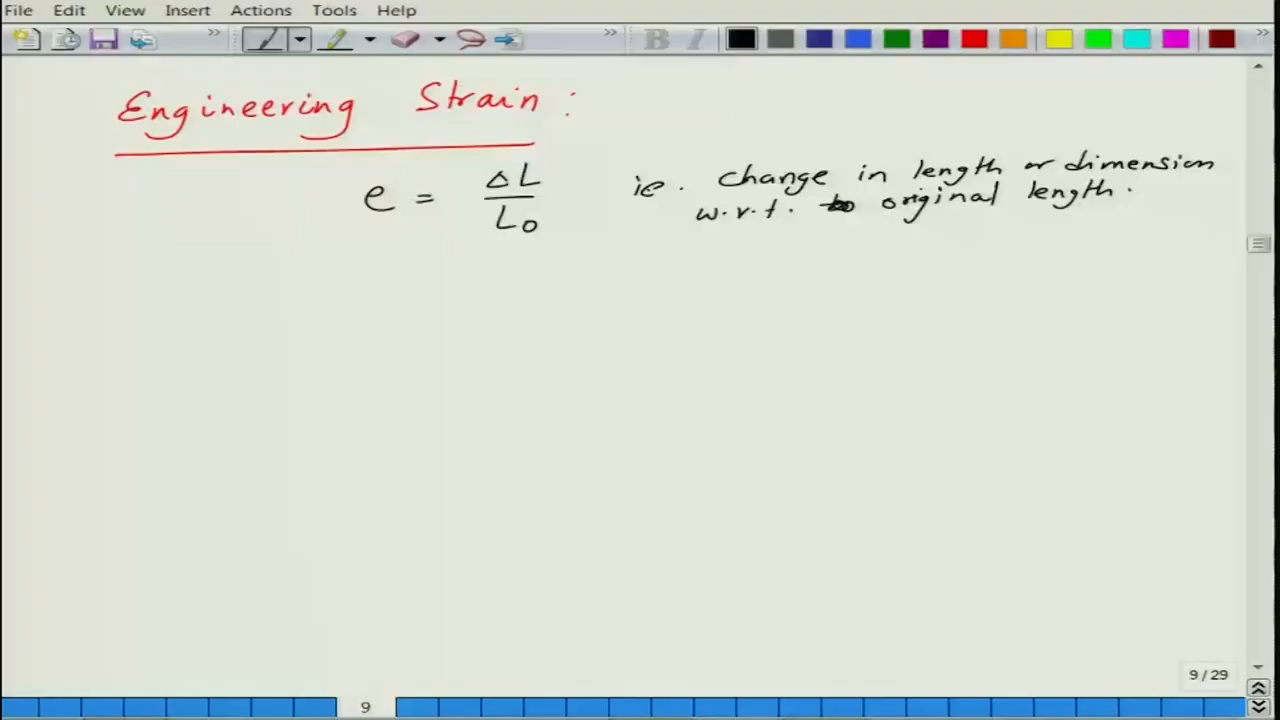 File Edit View Insert Actions Tools Help
B I
Engineering Strain :
e = ΔL / L₀ ie. change in length or dimension
w.r.t. original length.
9 / 29
9